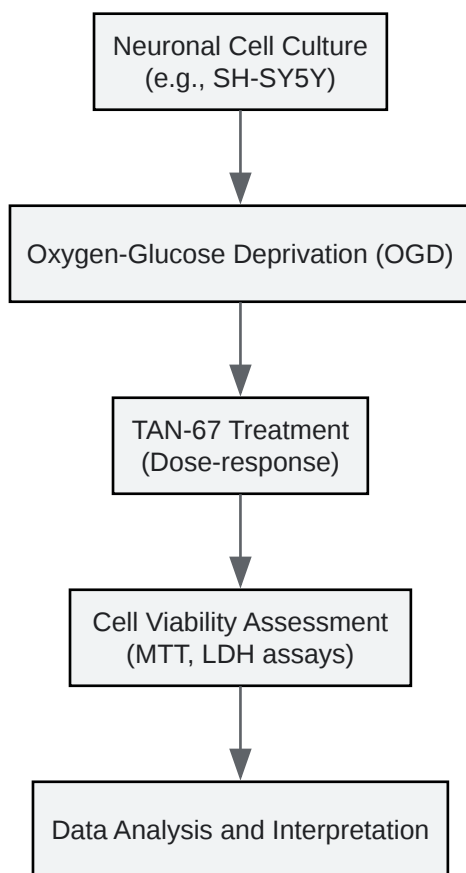 Neuronal Cell Culture
(e.g., SH-SY5Y)
Oxygen-Glucose Deprivation (OGD)
TAN-67 Treatment
(Dose-response)
Cell Viability Assessment
(MTT, LDH assays)
Data Analysis and Interpretation